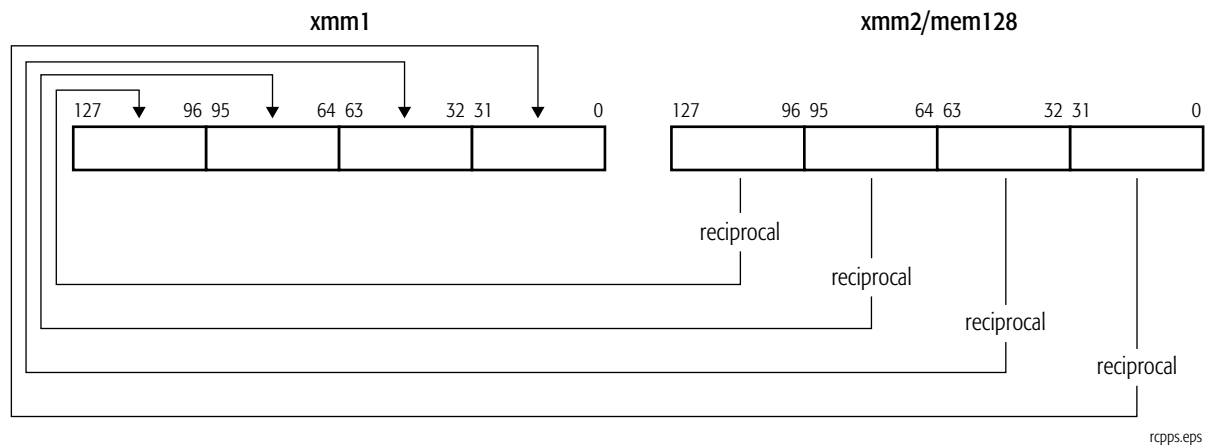 xmm1 xmm2/mem128
127 96 95 64 63 32 31 0 127 96 95 64 63 32 31 0
reciprocal
reciprocal
reciprocal
reciprocal
rcpps.eps